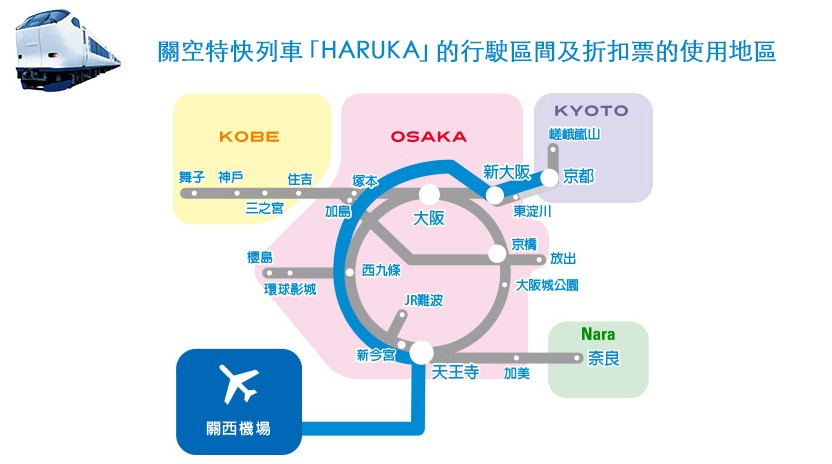 關空特快列車「HARUKA」的行駛區間及折扣票的使用地區
KOBE
OSAKA
KYOTO
嵯峨嵐山
舞子
神戶
三之宮
住吉
塚本
加島
大阪
新大阪
東淀川
京都
櫻島
環球影城
西九條
京橋
放出
大阪城公園
JR難波
新今宮
天王寺
加美
Nara
奈良
關西機場